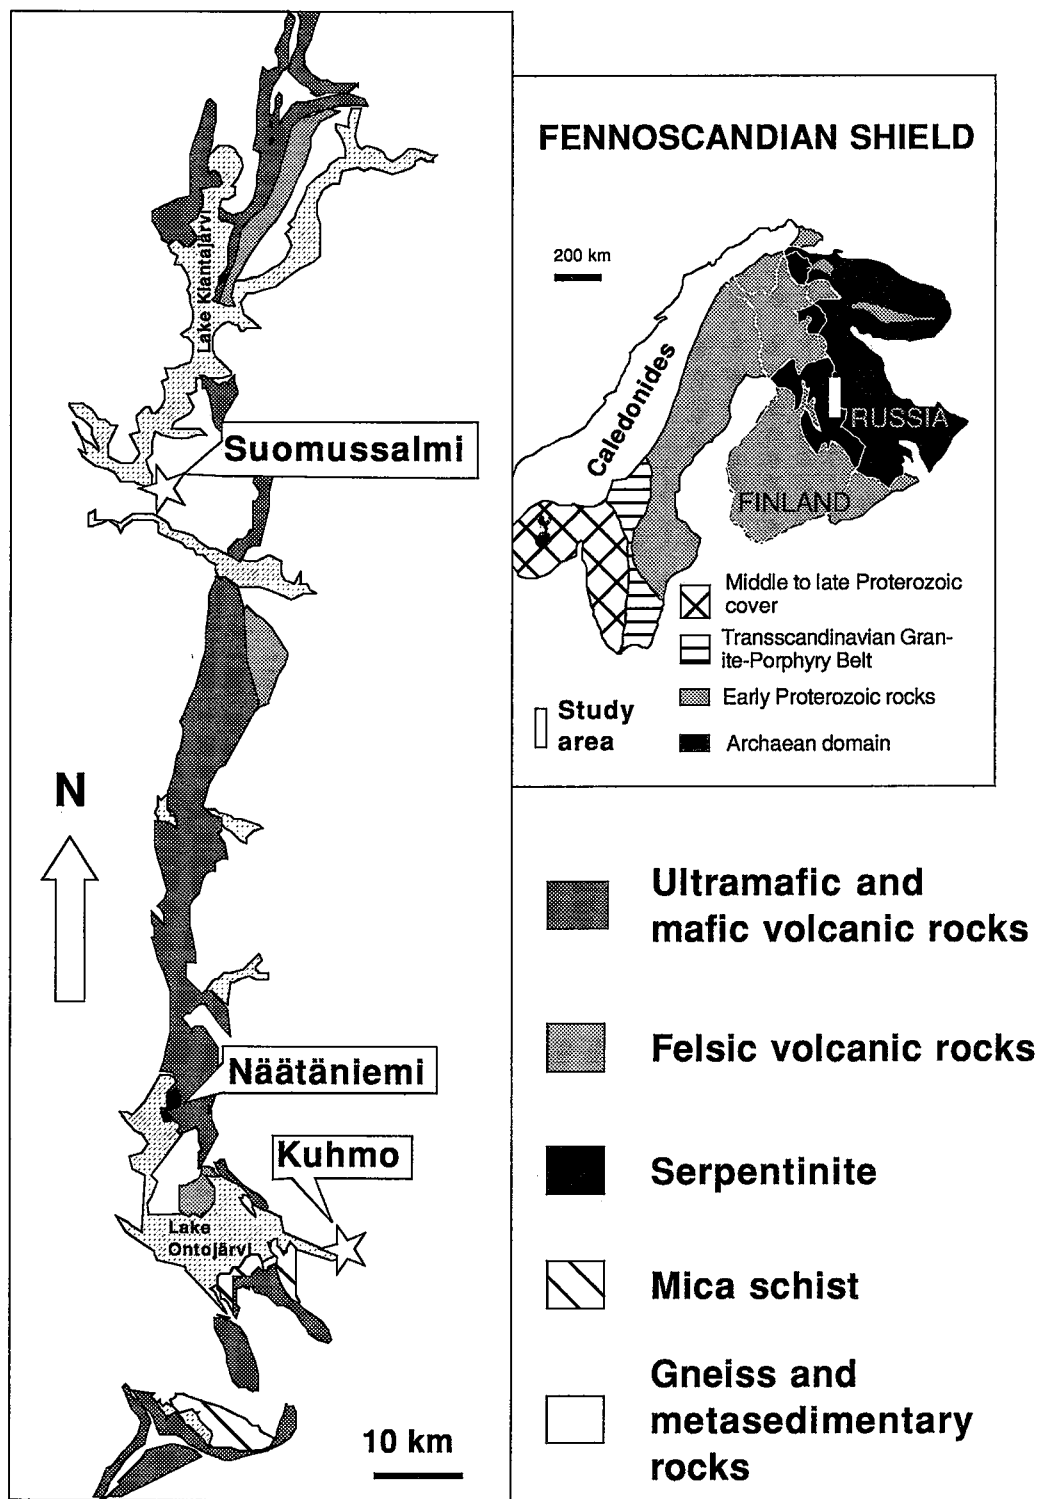 Lake Kiantajärvi
Suomussalmi
N
Näätäniemi
Kuhmo
Lake
Ontojärvi
10 km
FENNOSCANDIAN SHIELD
200 km
Caledonides
RUSSIA
FINLAND
Middle to late Proterozoic
cover
Transscandinavian Gran-
ite-Porphyry Belt
Early Proterozoic rocks
Archaean domain
Study
area
Ultramafic and
mafic volcanic rocks
Felsic volcanic rocks
Serpentinite
Mica schist
Gneiss and
metasedimentary
rocks